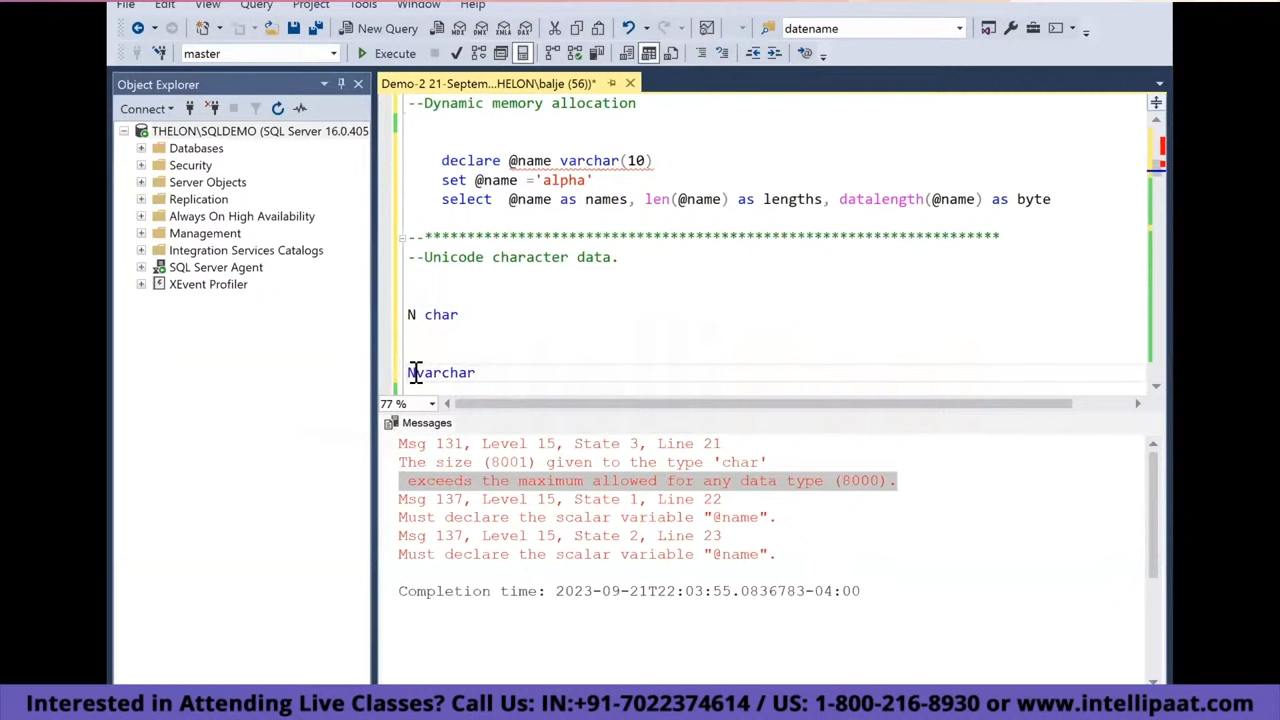 File Edit View Query Project Tools Window Help
New Query MDX DMX XMLA DAX datename
master Execute
Object Explorer
Demo-2 21-Septem...HELON\balje (56))*
Connect
THELON\SQLDEMO (SQL Server 16.0.405
Databases
Security
Server Objects
Replication
Always On High Availability
Management
Integration Services Catalogs
SQL Server Agent
XEvent Profiler
--Dynamic memory allocation
declare @name varchar(10)
set @name ='alpha'
select @name as names, len(@name) as lengths, datalength(@name) as byte
--********************************************************************
--Unicode character data.
N char
Nvarchar
77 %
Messages
Msg 131, Level 15, State 3, Line 21
The size (8001) given to the type 'char'
exceeds the maximum allowed for any data type (8000).
Msg 137, Level 15, State 1, Line 22
Must declare the scalar variable "@name".
Msg 137, Level 15, State 2, Line 23
Must declare the scalar variable "@name".
Completion time: 2023-09-21T22:03:55.0836783-04:00
Interested in Attending Live Classes? Call Us: IN:+91-7022374614 / US: 1-800-216-8930 or www.intellipaat.com